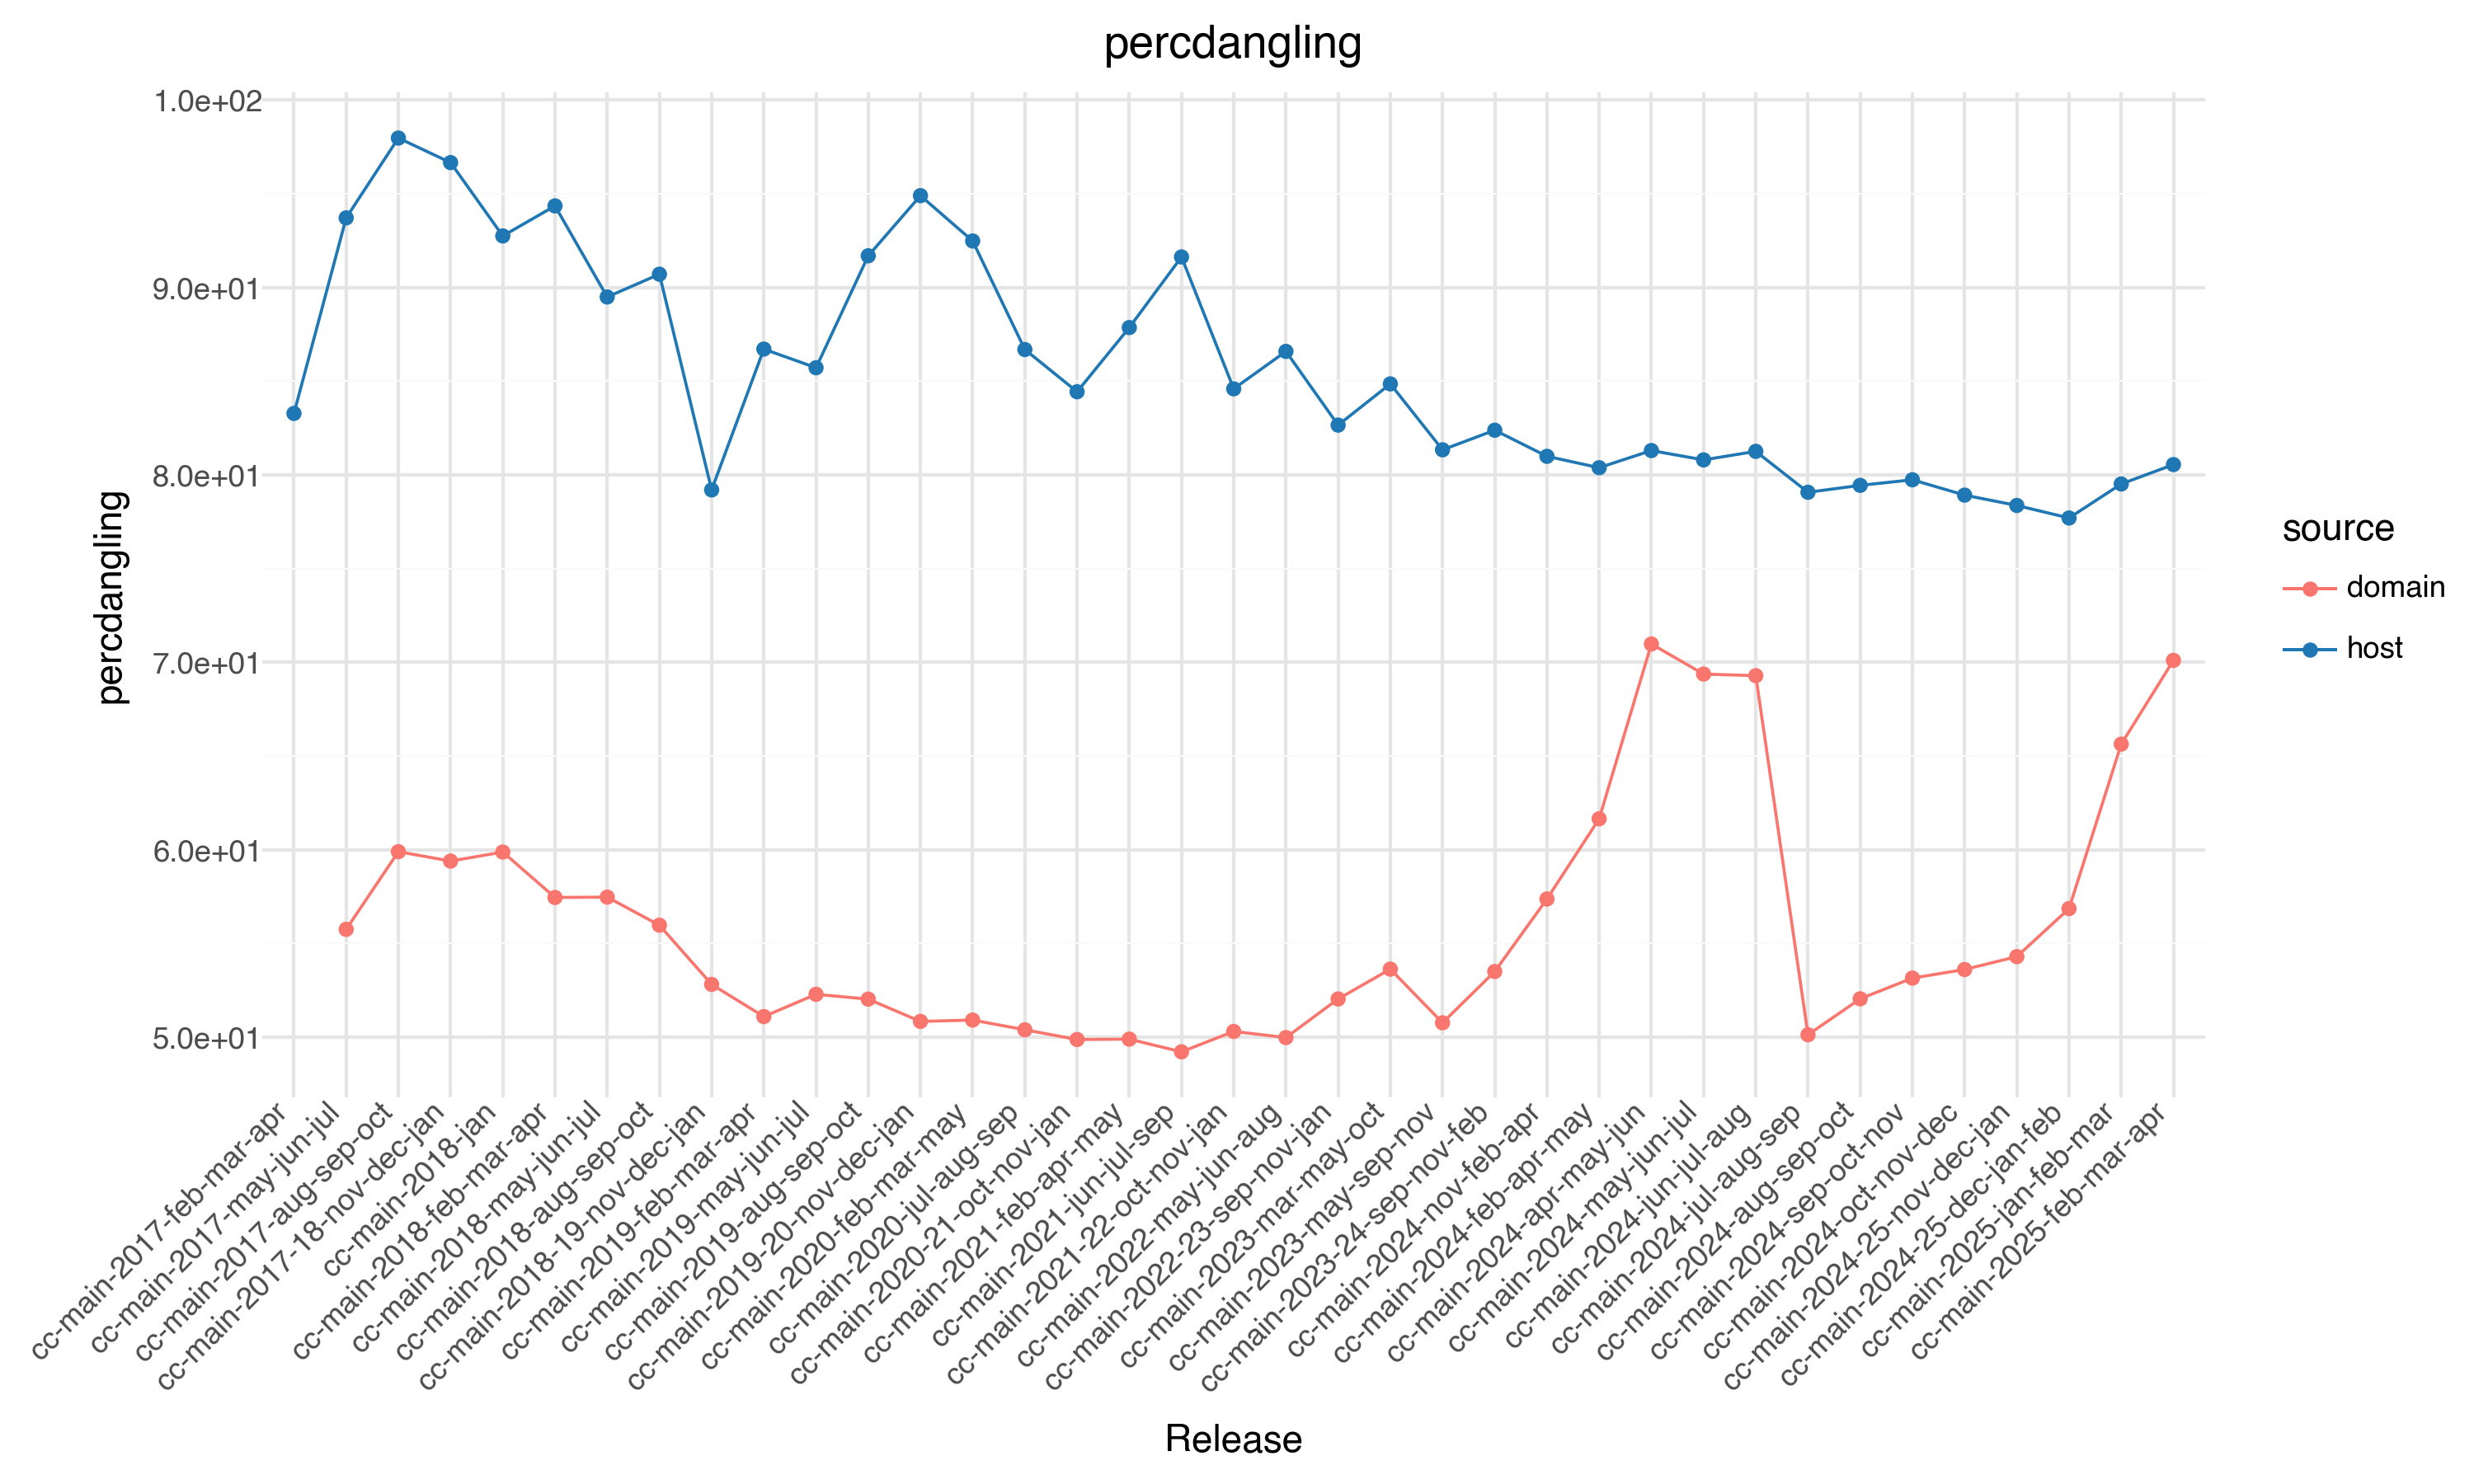 percdangling
percdangling
1.0e+02
9.0e+01
8.0e+01
7.0e+01
6.0e+01
5.0e+01
source
domain
host
cc-main-2017-feb-mar-apr
cc-main-2017-may-jun-jul
cc-main-2017-aug-sep-oct
cc-main-2017-18-nov-dec-jan
cc-main-2018-jan
cc-main-2018-feb-mar-apr
cc-main-2018-may-jun-jul
cc-main-2018-aug-sep-oct
cc-main-2018-19-nov-dec-jan
cc-main-2019-feb-mar-apr
cc-main-2019-may-jun-jul
cc-main-2019-aug-sep-oct
cc-main-2019-20-nov-dec-jan
cc-main-2020-feb-mar-may
cc-main-2020-jul-aug-sep
cc-main-2020-21-oct-nov-jan
cc-main-2021-feb-apr-may
cc-main-2021-jun-jul-sep
cc-main-2021-22-oct-nov-jan
cc-main-2022-may-jun-aug
cc-main-2022-23-sep-nov-jan
cc-main-2023-mar-may-oct
cc-main-2023-may-sep-nov
cc-main-2023-24-sep-nov-feb
cc-main-2024-nov-feb-apr
cc-main-2024-feb-apr-may
cc-main-2024-apr-may-jun
cc-main-2024-may-jun-jul
cc-main-2024-jun-jul-aug
cc-main-2024-jul-aug-sep
cc-main-2024-aug-sep-oct
cc-main-2024-sep-oct-nov
cc-main-2024-oct-nov-dec
cc-main-2024-25-nov-dec-jan
cc-main-2024-25-dec-jan-feb
cc-main-2025-jan-feb-mar
cc-main-2025-feb-mar-apr
Release